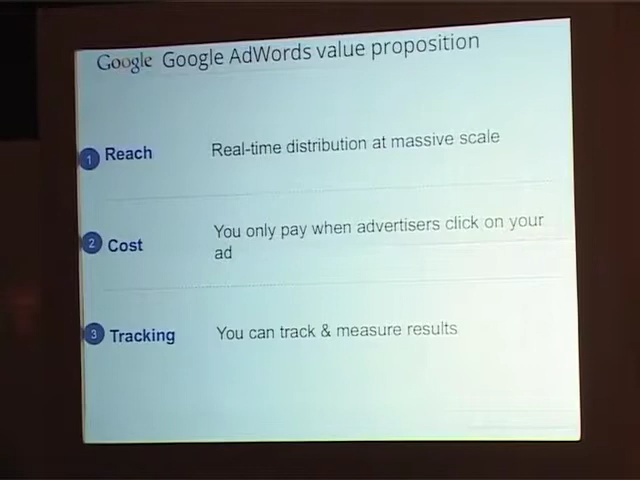 Google Google AdWords value proposition
1 Reach Real-time distribution at massive scale
2 Cost You only pay when advertisers click on your
ad
3 Tracking You can track & measure results